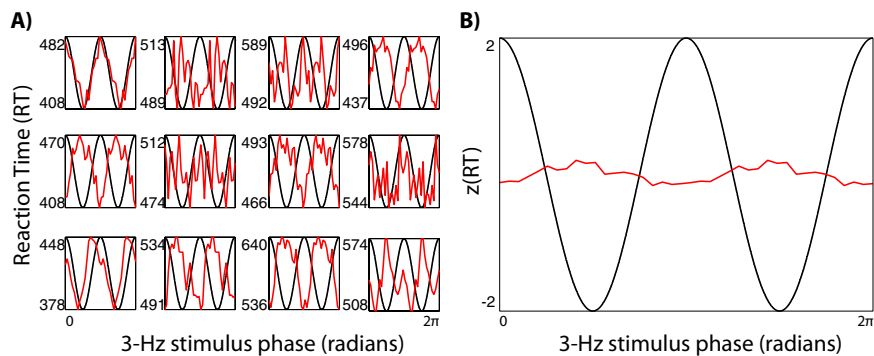 A)
B)
Reaction Time (RT)
482 513 589 496
408 489 492 437
470 512 493 578
408 474 466 544
448 534 640 574
378 491 536 508
0 2π
3-Hz stimulus phase (radians)
z(RT)
2
-2
0 2π
3-Hz stimulus phase (radians)